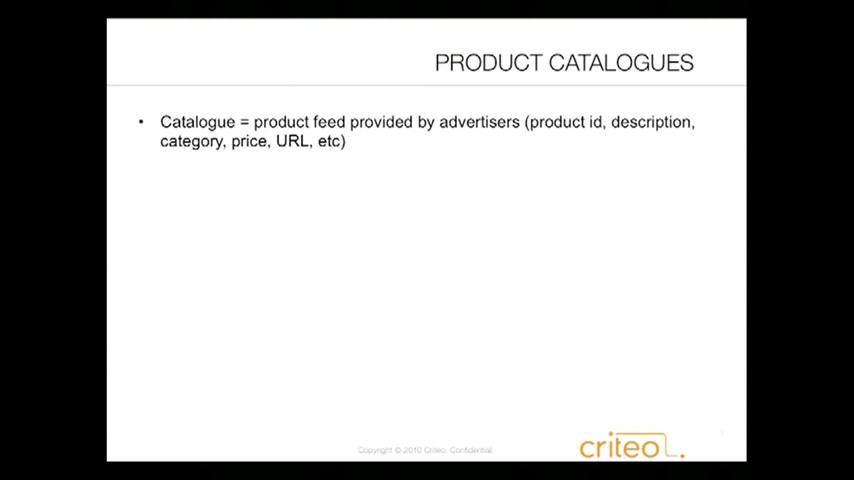 PRODUCT CATALOGUES
• Catalogue = product feed provided by advertisers (product id, description,
category, price, URL, etc)
Copyright © 2010 Criteo. Confidential.
criteo.